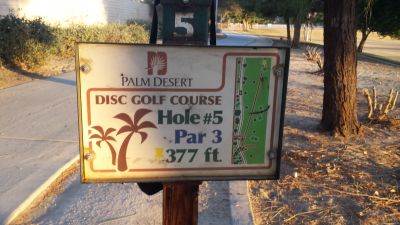 5
PALM DESERT
DISC GOLF COURSE
Hole #5
Par 3
377 ft.